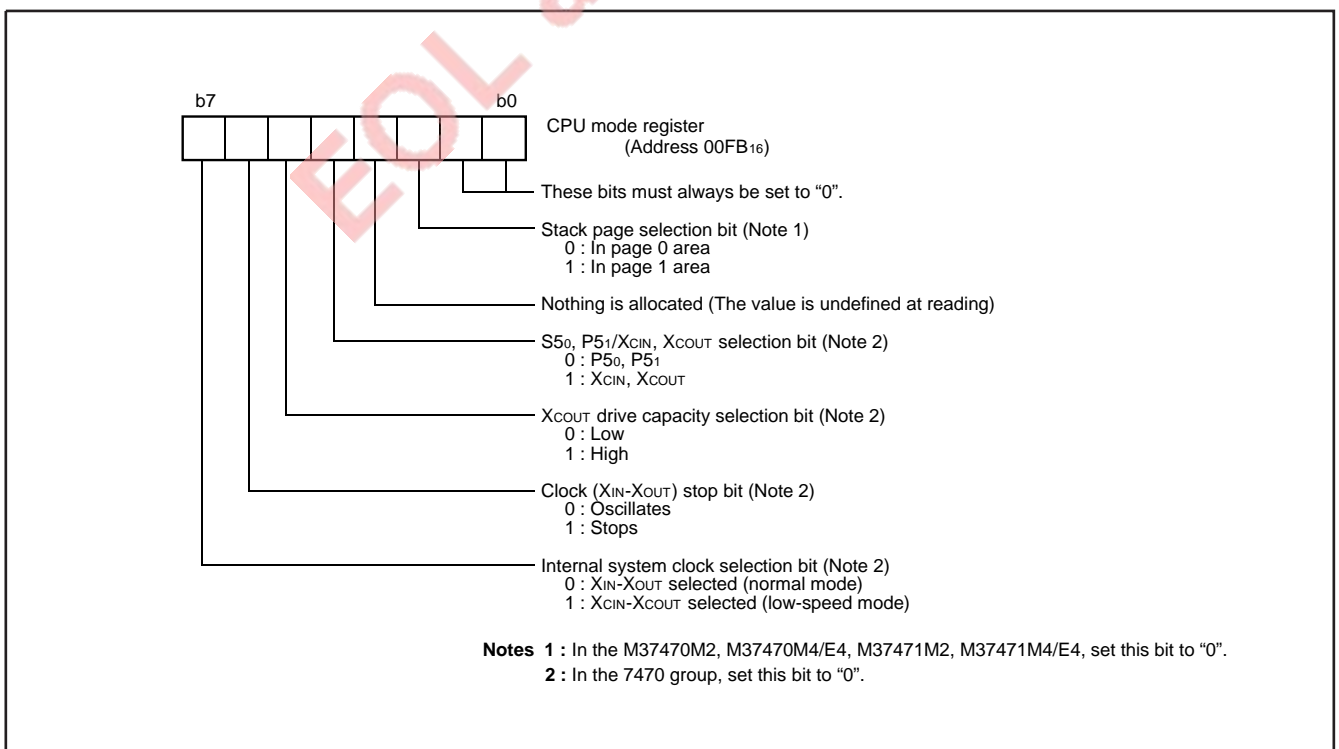 EOL a
b7 b0
CPU mode register
(Address 00FB16)
These bits must always be set to “0”.
Stack page selection bit (Note 1)
0 : In page 0 area
1 : In page 1 area
Nothing is allocated (The value is undefined at reading)
S50, P51/XCIN, XCOUT selection bit (Note 2)
0 : P50, P51
1 : XCIN, XCOUT
XCOUT drive capacity selection bit (Note 2)
0 : Low
1 : High
Clock (XIN-XOUT) stop bit (Note 2)
0 : Oscillates
1 : Stops
Internal system clock selection bit (Note 2)
0 : XIN-XOUT selected (normal mode)
1 : XCIN-XCOUT selected (low-speed mode)
Notes 1 : In the M37470M2, M37470M4/E4, M37471M2, M37471M4/E4, set this bit to “0”.
2 : In the 7470 group, set this bit to “0”.